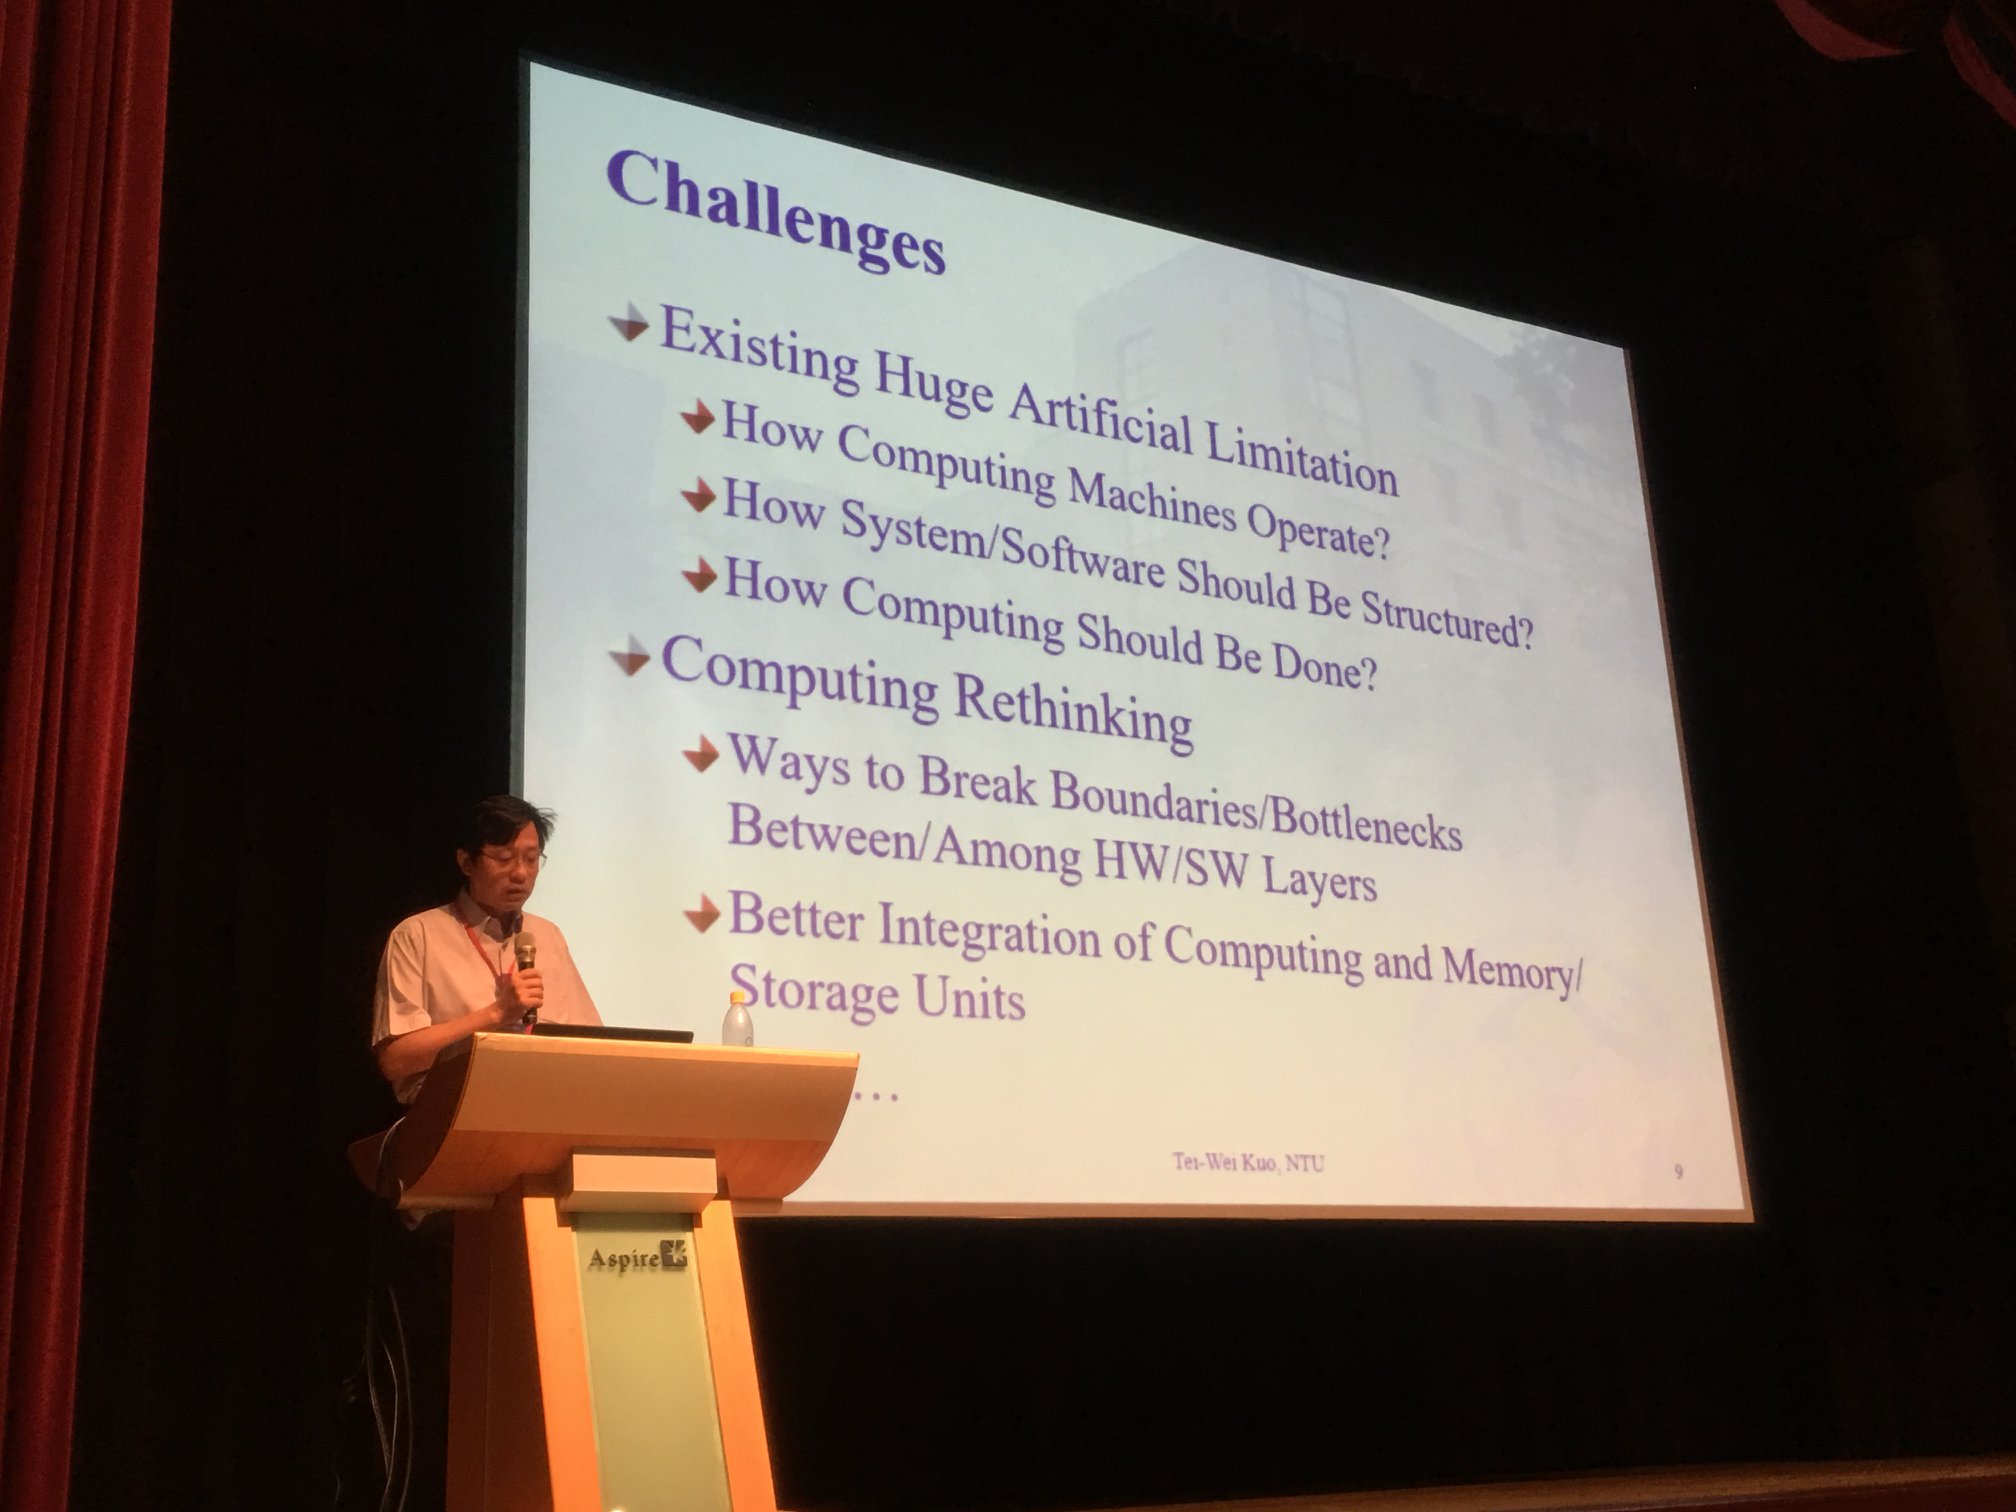 Challenges
Existing Huge Artificial Limitation
How Computing Machines Operate?
How System/Software Should Be Structured?
How Computing Should Be Done?
Computing Rethinking
Ways to Break Boundaries/Bottlenecks
Between/Among HW/SW Layers
Better Integration of Computing and Memory/
Storage Units
…
Tei-Wei Kuo, NTU
9
Aspire